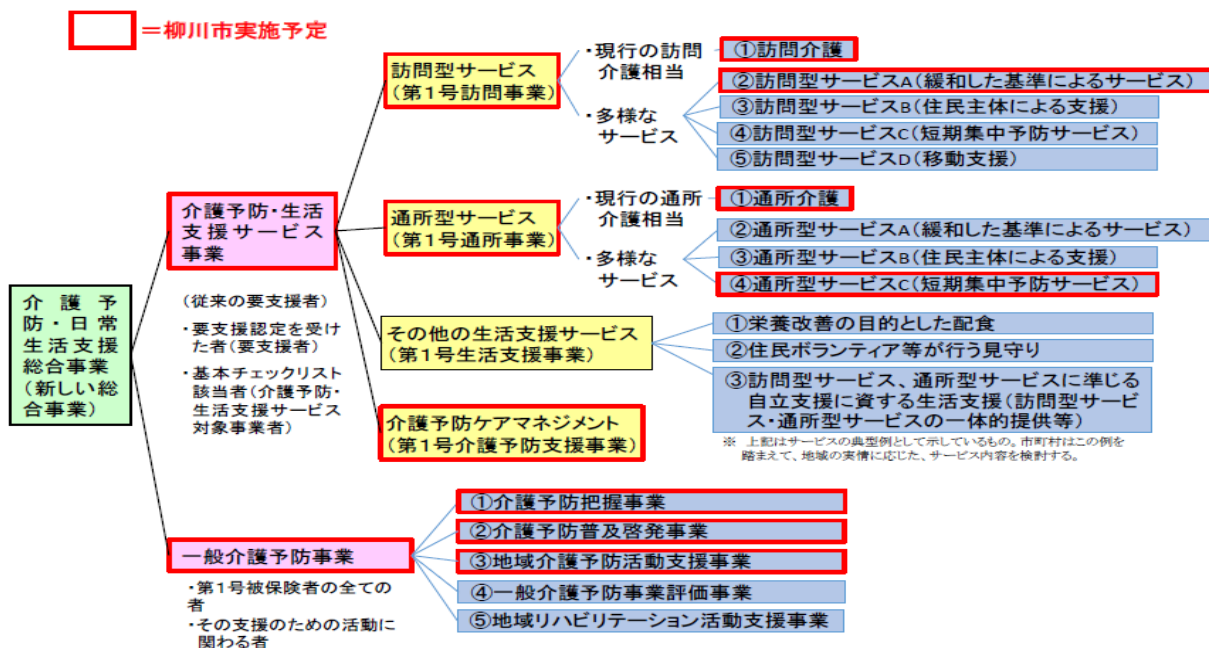 ＝柳川市実施予定
訪問型サービス
(第1号訪問事業)
・現行の訪問
介護相当
①訪問介護
・多様な
サービス
②訪問型サービスA(緩和した基準によるサービス)
③訪問型サービスB(住民主体による支援)
④訪問型サービスC(短期集中予防サービス)
⑤訪問型サービスD(移動支援)
介護予防・生活
支援サービス
事業
(従来の要支援者)
・要支援認定を受け
た者(要支援者)
・基本チェックリスト
該当者(介護予防・
生活支援サービス
対象事業者)
通所型サービス
(第1号通所事業)
・現行の通所
介護相当
①通所介護
・多様な
サービス
②通所型サービスA(緩和した基準によるサービス)
③通所型サービスB(住民主体による支援)
④通所型サービスC(短期集中予防サービス)
介護予
防・日常
生活支援
総合事業
(新しい総
合事業)
その他の生活支援サービス
(第1号生活支援事業)
①栄養改善の目的とした配食
②住民ボランティア等が行う見守り
③訪問型サービス、通所型サービスに準じる
自立支援に資する生活支援(訪問型サービ
ス・通所型サービスの一体的提供等)
※ 上記はサービスの典型例として示しているもの。市町村はこの例を
踏まえて、地域の実情に応じた、サービス内容を検討する。
介護予防ケアマネジメント
(第1号介護予防支援事業)
一般介護予防事業
・第1号被保険者の全ての
者
・その支援のための活動に
関わる者
①介護予防把握事業
②介護予防普及啓発事業
③地域介護予防活動支援事業
④一般介護予防事業評価事業
⑤地域リハビリテーション活動支援事業